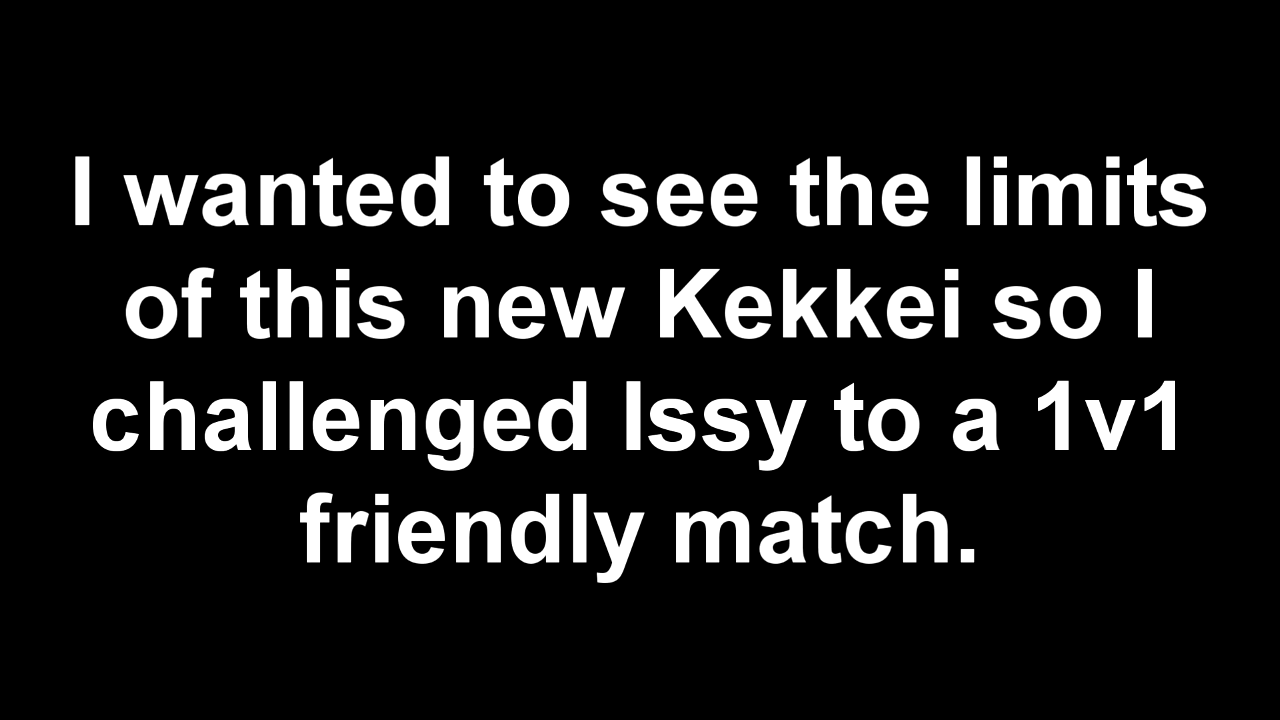 I wanted to see the limits
of this new Kekkei so I
challenged Issy to a 1v1
friendly match.